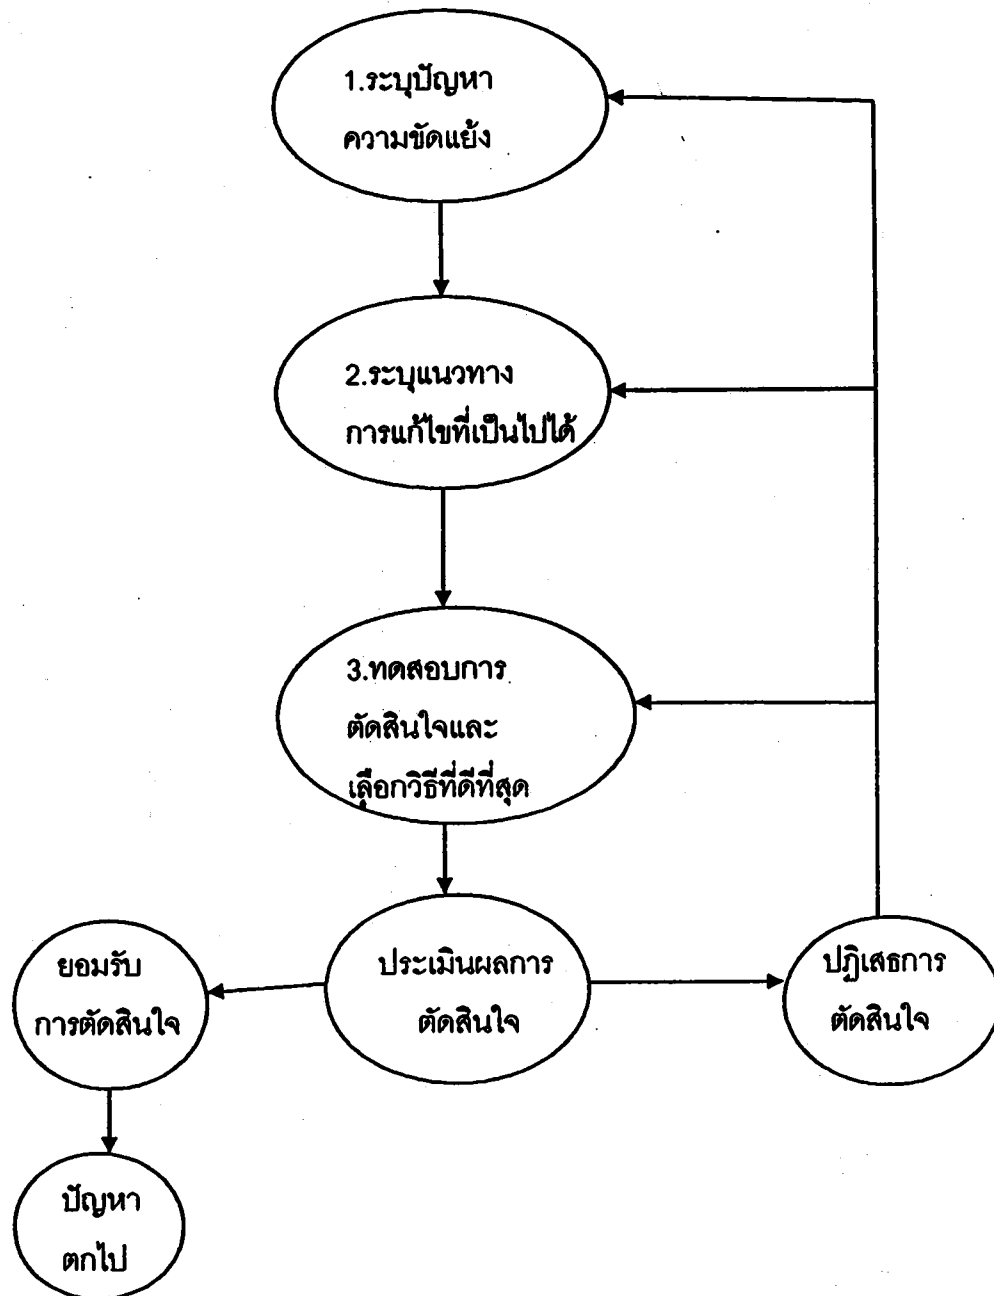 1.ระบุปัญหา
ความขัดแย้ง
2.ระบุแนวทาง
การแก้ไขที่เป็นไปได้
3.ทดสอบการ
ตัดสินใจและ
เลือกวิธีที่ดีที่สุด
ยอมรับ
การตัดสินใจ
ประเมินผลการ
ตัดสินใจ
ปฏิเสธการ
ตัดสินใจ
ปัญหา
ตกไป